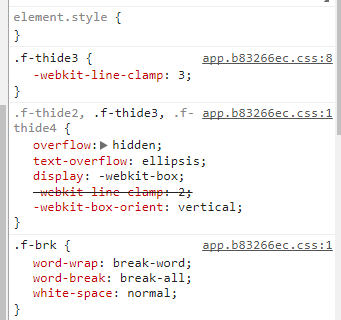 element.style {
}
.f-thide3 { app.b83266ec.css:8
-webkit-line-clamp: 3;
}
.f-thide2, .f-thide3, .f- app.b83266ec.css:1
thide4 {
overflow:▶ hidden;
text-overflow: ellipsis;
display: -webkit-box;
-webkit-line-clamp: 2;
-webkit-box-orient: vertical;
}
.f-brk { app.b83266ec.css:1
word-wrap: break-word;
word-break: break-all;
white-space: normal;
}